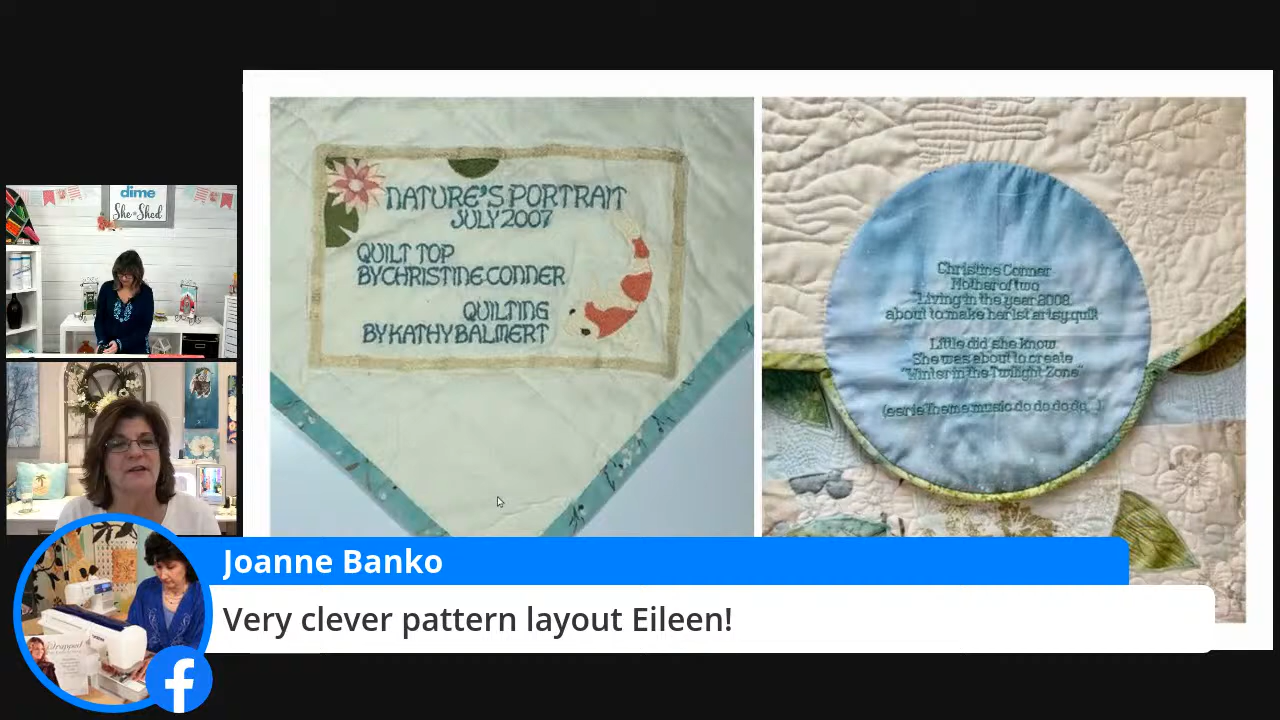 dime
She Shed
NATURE'S PORTRAIT
JULY 2007
QUILT TOP
BY CHRISTINE CONNER
QUILTING
BY KATHY BALMERT
Christine Conner
Mother of two
Living in the year 2008.
about to make her 1st artsy quilt
Little did she know
She was about to create
"Winter in the Twilight Zone"
(eerie Theme music do do do do...)
Joanne Banko
Very clever pattern layout Eileen!